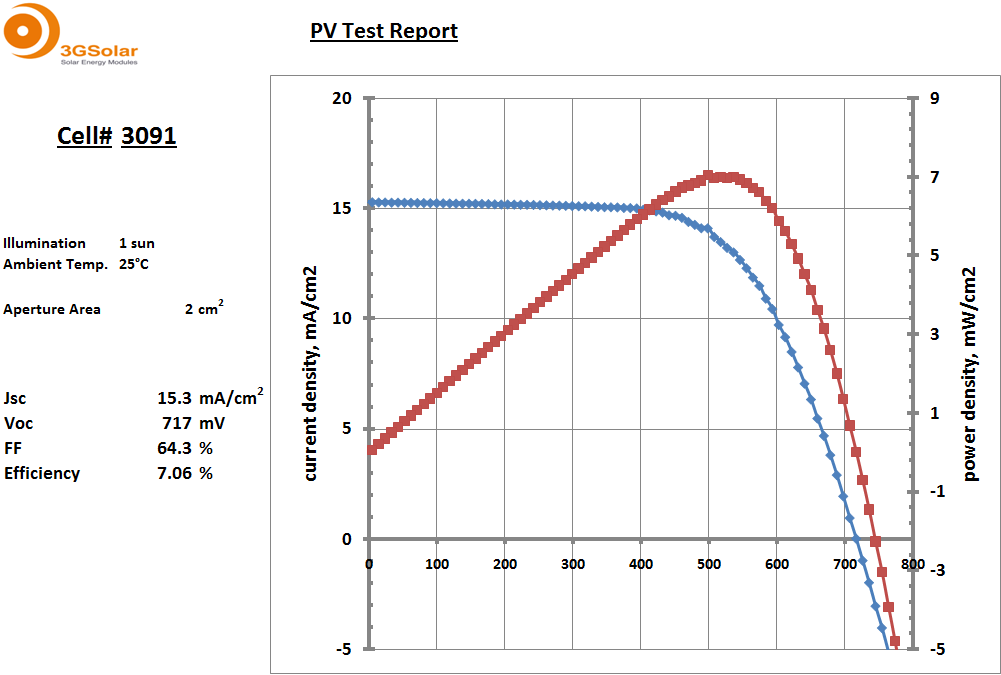 3GSolar
Solar Energy Modules
PV Test Report
Cell# 3091
Illumination 1 sun
Ambient Temp. 25°C
Aperture Area 2 cm²
Jsc 15.3 mA/cm²
Voc 717 mV
FF 64.3 %
Efficiency 7.06 %
current density, mA/cm2
20
15
10
5
0
-5
0 100 200 300 400 500 600 700 800
9
7
5
3
1
-1
-3
-5
power density, mW/cm2